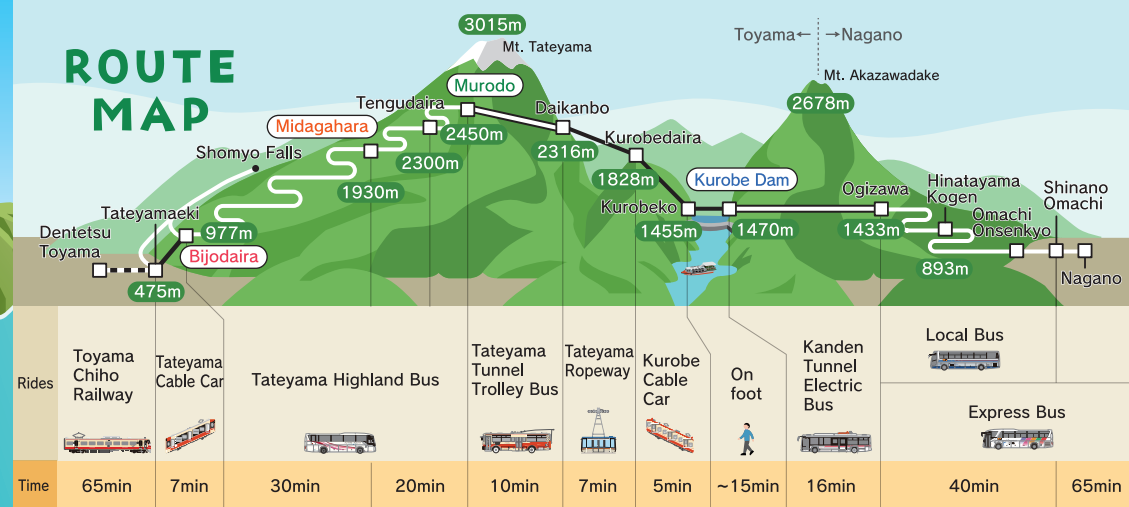 ROUTE
MAP
3015m
Mt. Tateyama
Toyama← →Nagano
Mt. Akazawadake
2678m
Murodo
Tengudaira
2450m
Daikanbo
Midagahara
2300m
2316m
Kurobedaira
Shomyo Falls
1930m
1828m
Kurobe Dam
Ogizawa
Hinatayama
Kogen
Shinano
Omachi
Tateyamaeki
977m
Kurobeko
1455m
1470m
1433m
Omachi
Onsenkyo
Dentetsu
Toyama
Bijodaira
475m
893m
Nagano
Rides
Toyama
Chiho
Railway
Tateyama
Cable Car
Tateyama Highland Bus
Tateyama
Tunnel
Trolley Bus
Tateyama
Ropeway
Kurobe
Cable
Car
On
foot
Kanden
Tunnel
Electric
Bus
Local Bus
Express Bus
Time
65min
7min
30min
20min
10min
7min
5min
~15min
16min
40min
65min